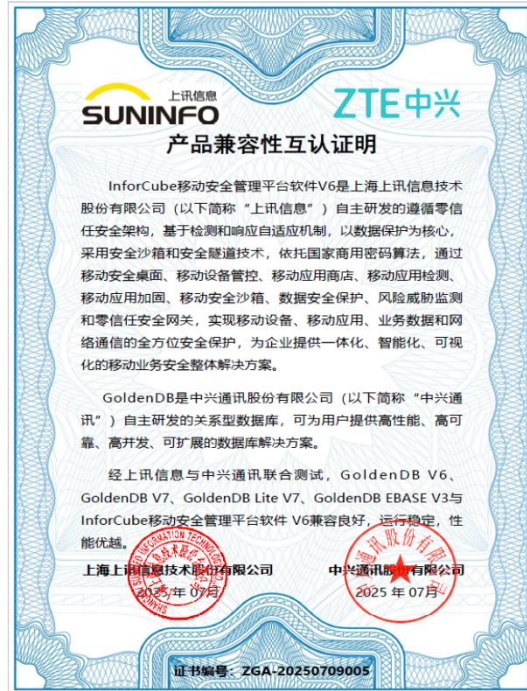 上讯信息
SUNINFO
ZTE中兴
产品兼容性互认证明
InforCube移动安全管理平台软件V6是上海上讯信息技术
股份有限公司（以下简称“上讯信息”）自主研发的遵循零信
任安全架构，基于检测和响应自适应机制，以数据保护为核心，
采用安全沙箱和安全隧道技术，依托国家商用密码算法，通过
移动安全桌面、移动设备管控、移动应用商店、移动应用检测、
移动应用加固、移动安全沙箱、数据安全保护、风险威胁监测
和零信任安全网关，实现移动设备、移动应用、业务数据和网
络通信的全方位安全保护，为企业提供一体化、智能化、可视
化的移动业务安全整体解决方案。
GoldenDB是中兴通讯股份有限公司（以下简称“中兴通
讯”）自主研发的关系型数据库，可为用户提供高性能、高可
靠、高并发、可扩展的数据库解决方案。
经上讯信息与中兴通讯联合测试，GoldenDB V6、
GoldenDB V7、GoldenDB Lite V7、GoldenDB EBASE V3与
InforCube移动安全管理平台软件 V6兼容良好，运行稳定，性
能优越。
上海上讯信息技术股份有限公司
2025 年 07月
中兴通讯股份有限公司
2025 年 07月
SHANGHAI SUNINFO INFORMATION TECHNOLOGY CO.,LTD
中兴通讯股份有限公司
证书编号：ZGA-20250709005